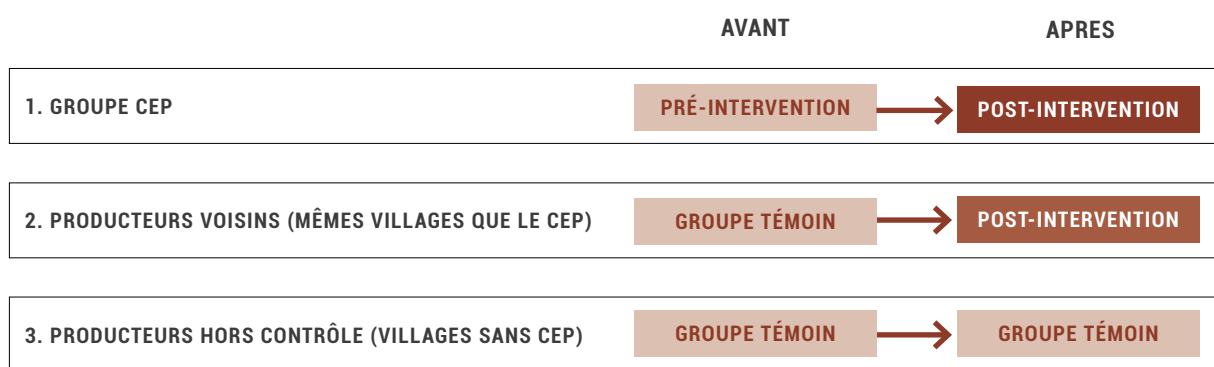 AVANT APRES
1. GROUPE CEP PRÉ-INTERVENTION POST-INTERVENTION
2. PRODUCTEURS VOISINS (MÊMES VILLAGES QUE LE CEP) GROUPE TÉMOIN POST-INTERVENTION
3. PRODUCTEURS HORS CONTRÔLE (VILLAGES SANS CEP) GROUPE TÉMOIN GROUPE TÉMOIN